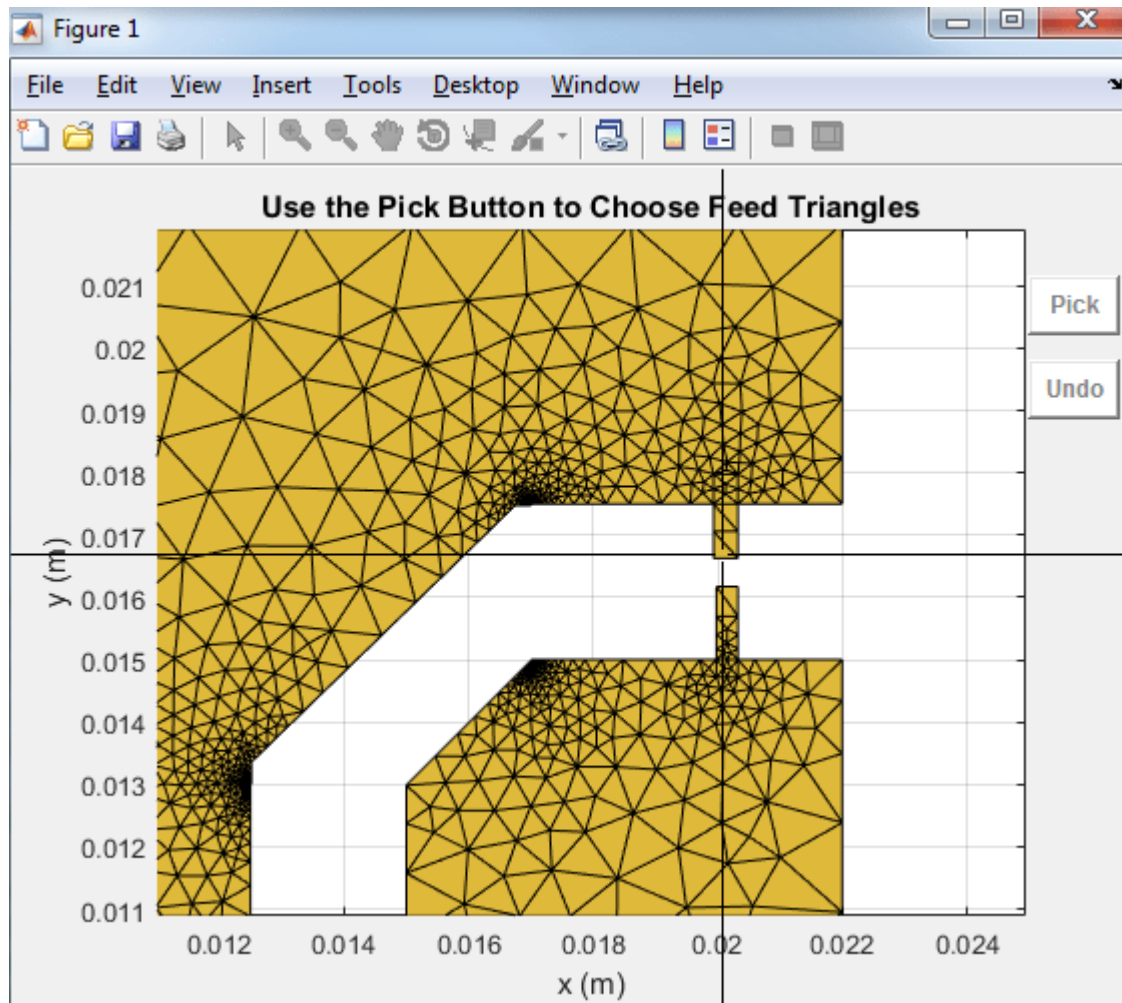 Figure 1
File Edit View Insert Tools Desktop Window Help
Use the Pick Button to Choose Feed Triangles
0.021
0.02
0.019
0.018
0.017
0.016
0.015
0.014
0.013
0.012
0.011
y (m)
Pick
Undo
0.012 0.014 0.016 0.018 0.02 0.022 0.024
x (m)